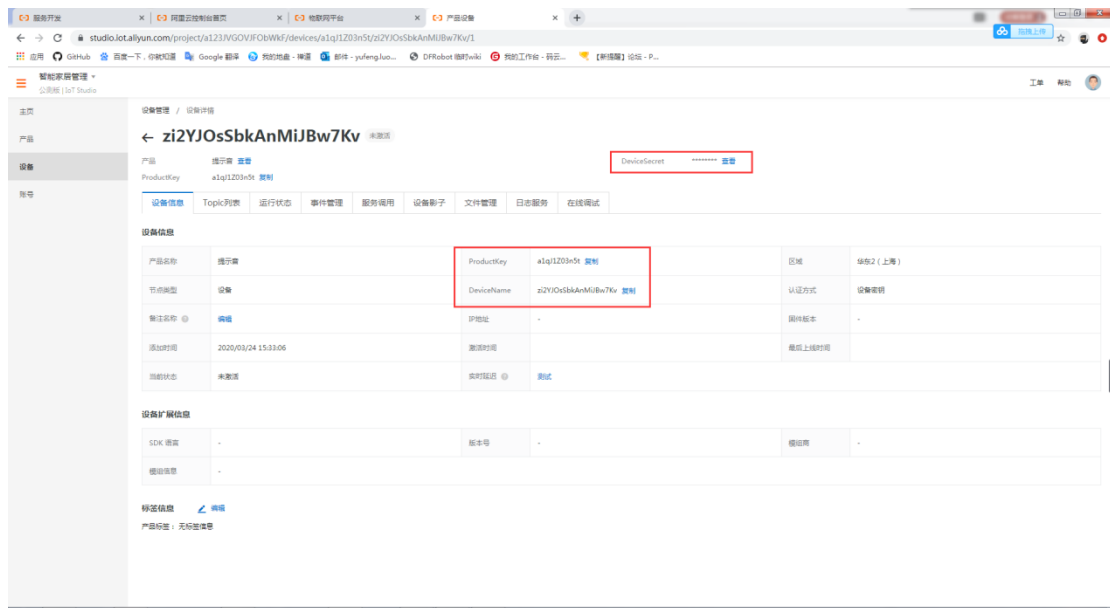 服务开发 × 阿里云控制台首页 × 物联网平台 × 产品设备 × +
studio.iot.aliyun.com/project/a123JVGOVJFObWkF/devices/a1qJ1Z03n5t/zi2YJOsSbkAnMiJBw7Kv/1
拖拽上传
应用 GitHub 百度一下,你就知道 Google 翻译 我的地盘 - 禅道 邮件 - yufeng.luo... DFRobot 临时wiki 我的工作台 - 码云... 【新提醒】论坛 - P...
智能家居管理
公测版 | IoT Studio
工单 帮助
主页
产品
设备
账号
设备管理 / 设备详情
← zi2YJOsSbkAnMiJBw7Kv 未激活
产品 提示音 查看
DeviceSecret ******** 查看
ProductKey a1qJ1Z03n5t 复制
设备信息 Topic列表 运行状态 事件管理 服务调用 设备影子 文件管理 日志服务 在线调试
设备信息
产品名称 提示音 ProductKey a1qJ1Z03n5t 复制 区域 华东2(上海)
节点类型 设备 DeviceName zi2YJOsSbkAnMiJBw7Kv 复制 认证方式 设备密钥
备注名称 编辑 IP地址 - 固件版本 -
添加时间 2020/03/24 15:33:06 激活时间 最后上线时间
当前状态 未激活 实时延迟 测试
设备扩展信息
SDK 语言 - 版本号 - 模组商 -
模组信息 -
标签信息 编辑
产品标签:无标签信息